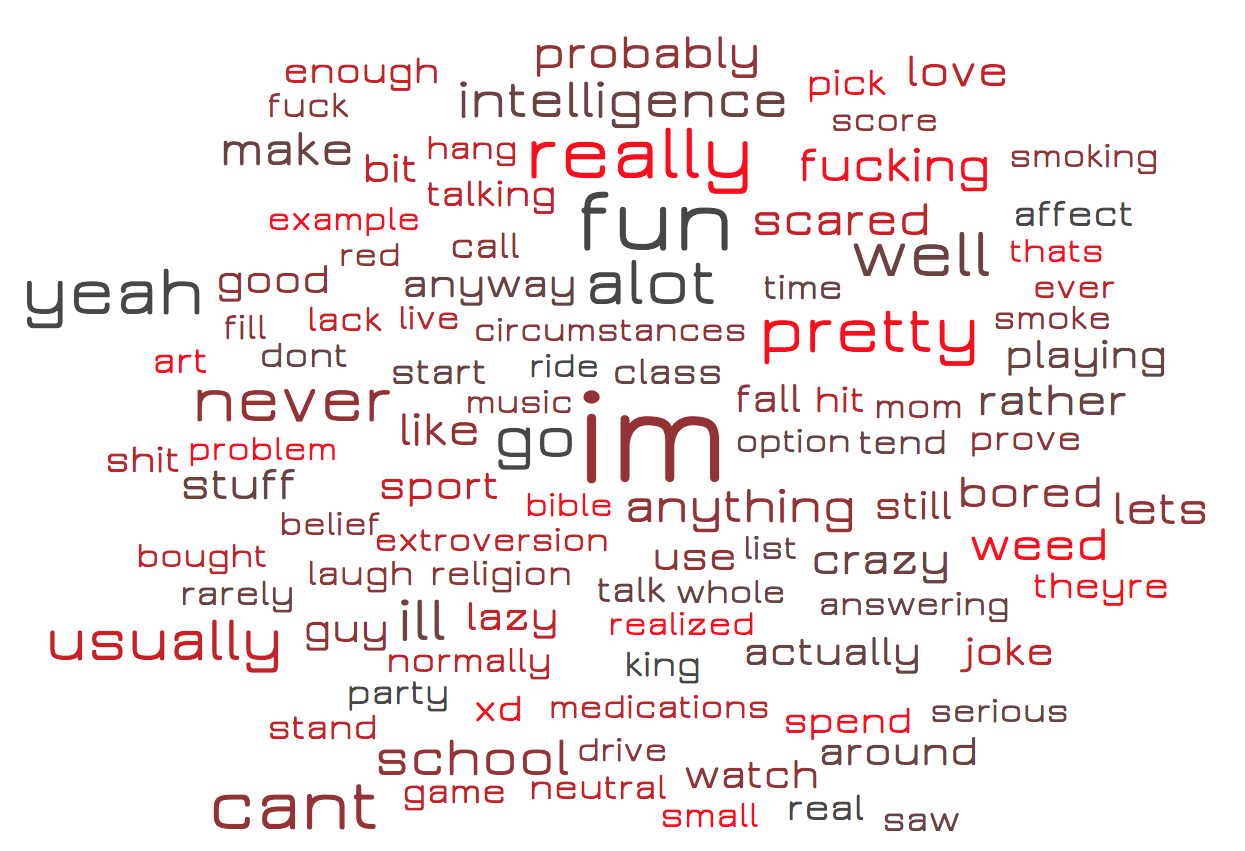 probably
enough pick love
fuck intelligence score
make bit hang really fucking smoking
talking
example fun scared affect
red call well thats
yeah good anyway alot time ever
fill lack live circumstances pretty smoke
art dont start ride class playing
never music im fall hit mom rather
like go option tend prove
shit problem
stuff sport bible anything still bored lets
belief extroversion
bought laugh religion use list crazy weed
rarely talk whole answering theyre
usually guy ill lazy realized
normally king actually joke
party xd medications spend serious
stand
school drive watch around
cant game neutral small real saw